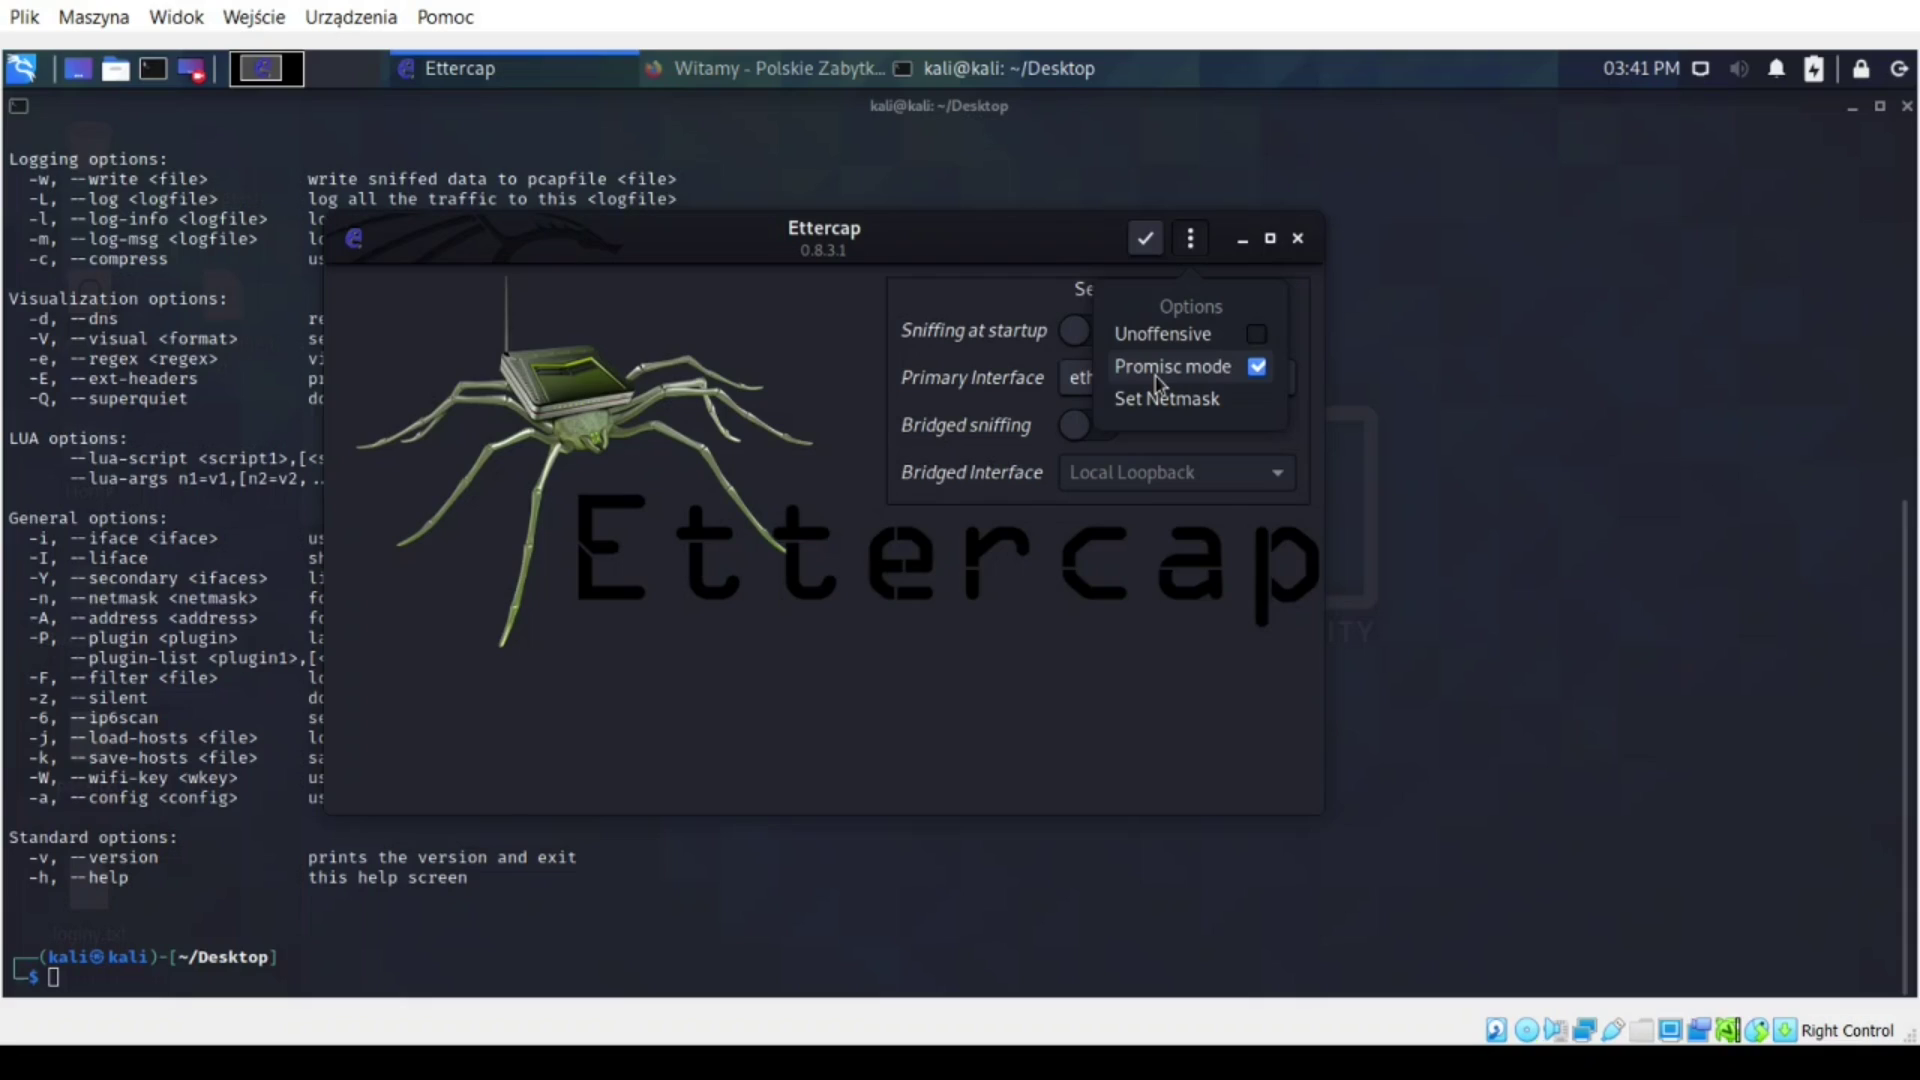 Plik Maszyna Widok Wejście Urządzenia Pomoc
Ettercap Witamy - Polskie Zabytk... kali@kali: ~/Desktop 03:41 PM
kali@kali: ~/Desktop
Logging options:
-w, --write <file> write sniffed data to pcapfile <file>
-L, --log <logfile> log all the traffic to this <logfile>
-l, --log-info <logfile> lo
-m, --log-msg <logfile> lo
-c, --compress us
Visualization options:
-d, --dns re
-V, --visual <format> se
-e, --regex <regex> vi
-E, --ext-headers pr
-Q, --superquiet do
LUA options:
--lua-script <script1>,[<s
--lua-args n1=v1,[n2=v2, ..
General options:
-i, --iface <iface> us
-I, --liface sh
-Y, --secondary <ifaces> li
-n, --netmask <netmask> fo
-A, --address <address> fo
-P, --plugin <plugin> la
--plugin-list <plugin1>,[<
-F, --filter <file> lo
-z, --silent do
-6, --ip6scan se
-j, --load-hosts <file> lo
-k, --save-hosts <file> sa
-W, --wifi-key <wkey> us
-a, --config <config> us
Standard options:
-v, --version prints the version and exit
-h, --help this help screen
(kali㉿kali)-[~/Desktop]
$
Ettercap
0.8.3.1
Se
Sniffing at startup
Primary Interface eth
Bridged sniffing
Bridged Interface Local Loopback
Options
Unoffensive
Promisc mode
Set Netmask
Ettercap
ITY
Right Control